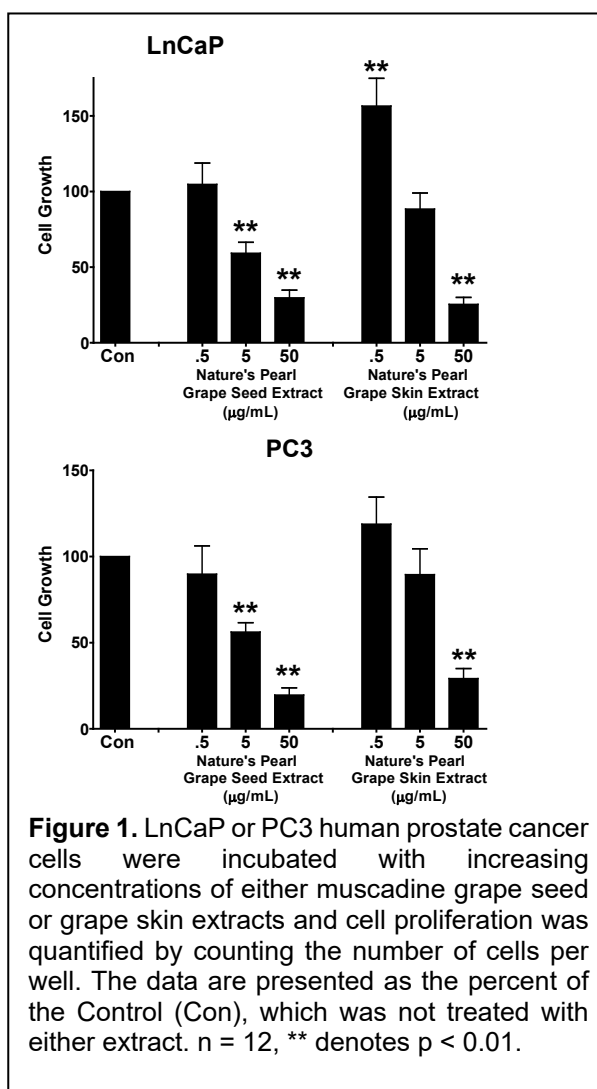 LnCaP
**
150
100
**
50
**
**
0
Cell Growth
Con .5 5 50 .5 5 50
Nature's Pearl Nature's Pearl
Grape Seed Extract Grape Skin Extract
(µg/mL) (µg/mL)
PC3
150
100
**
50
**
**
0
Cell Growth
Con .5 5 50 .5 5 50
Nature's Pearl Nature's Pearl
Grape Seed Extract Grape Skin Extract
(µg/mL) (µg/mL)
Figure 1. LnCaP or PC3 human prostate cancer
cells were incubated with increasing
concentrations of either muscadine grape seed
or grape skin extracts and cell proliferation was
quantified by counting the number of cells per
well. The data are presented as the percent of
the Control (Con), which was not treated with
either extract. n = 12, ** denotes p < 0.01.